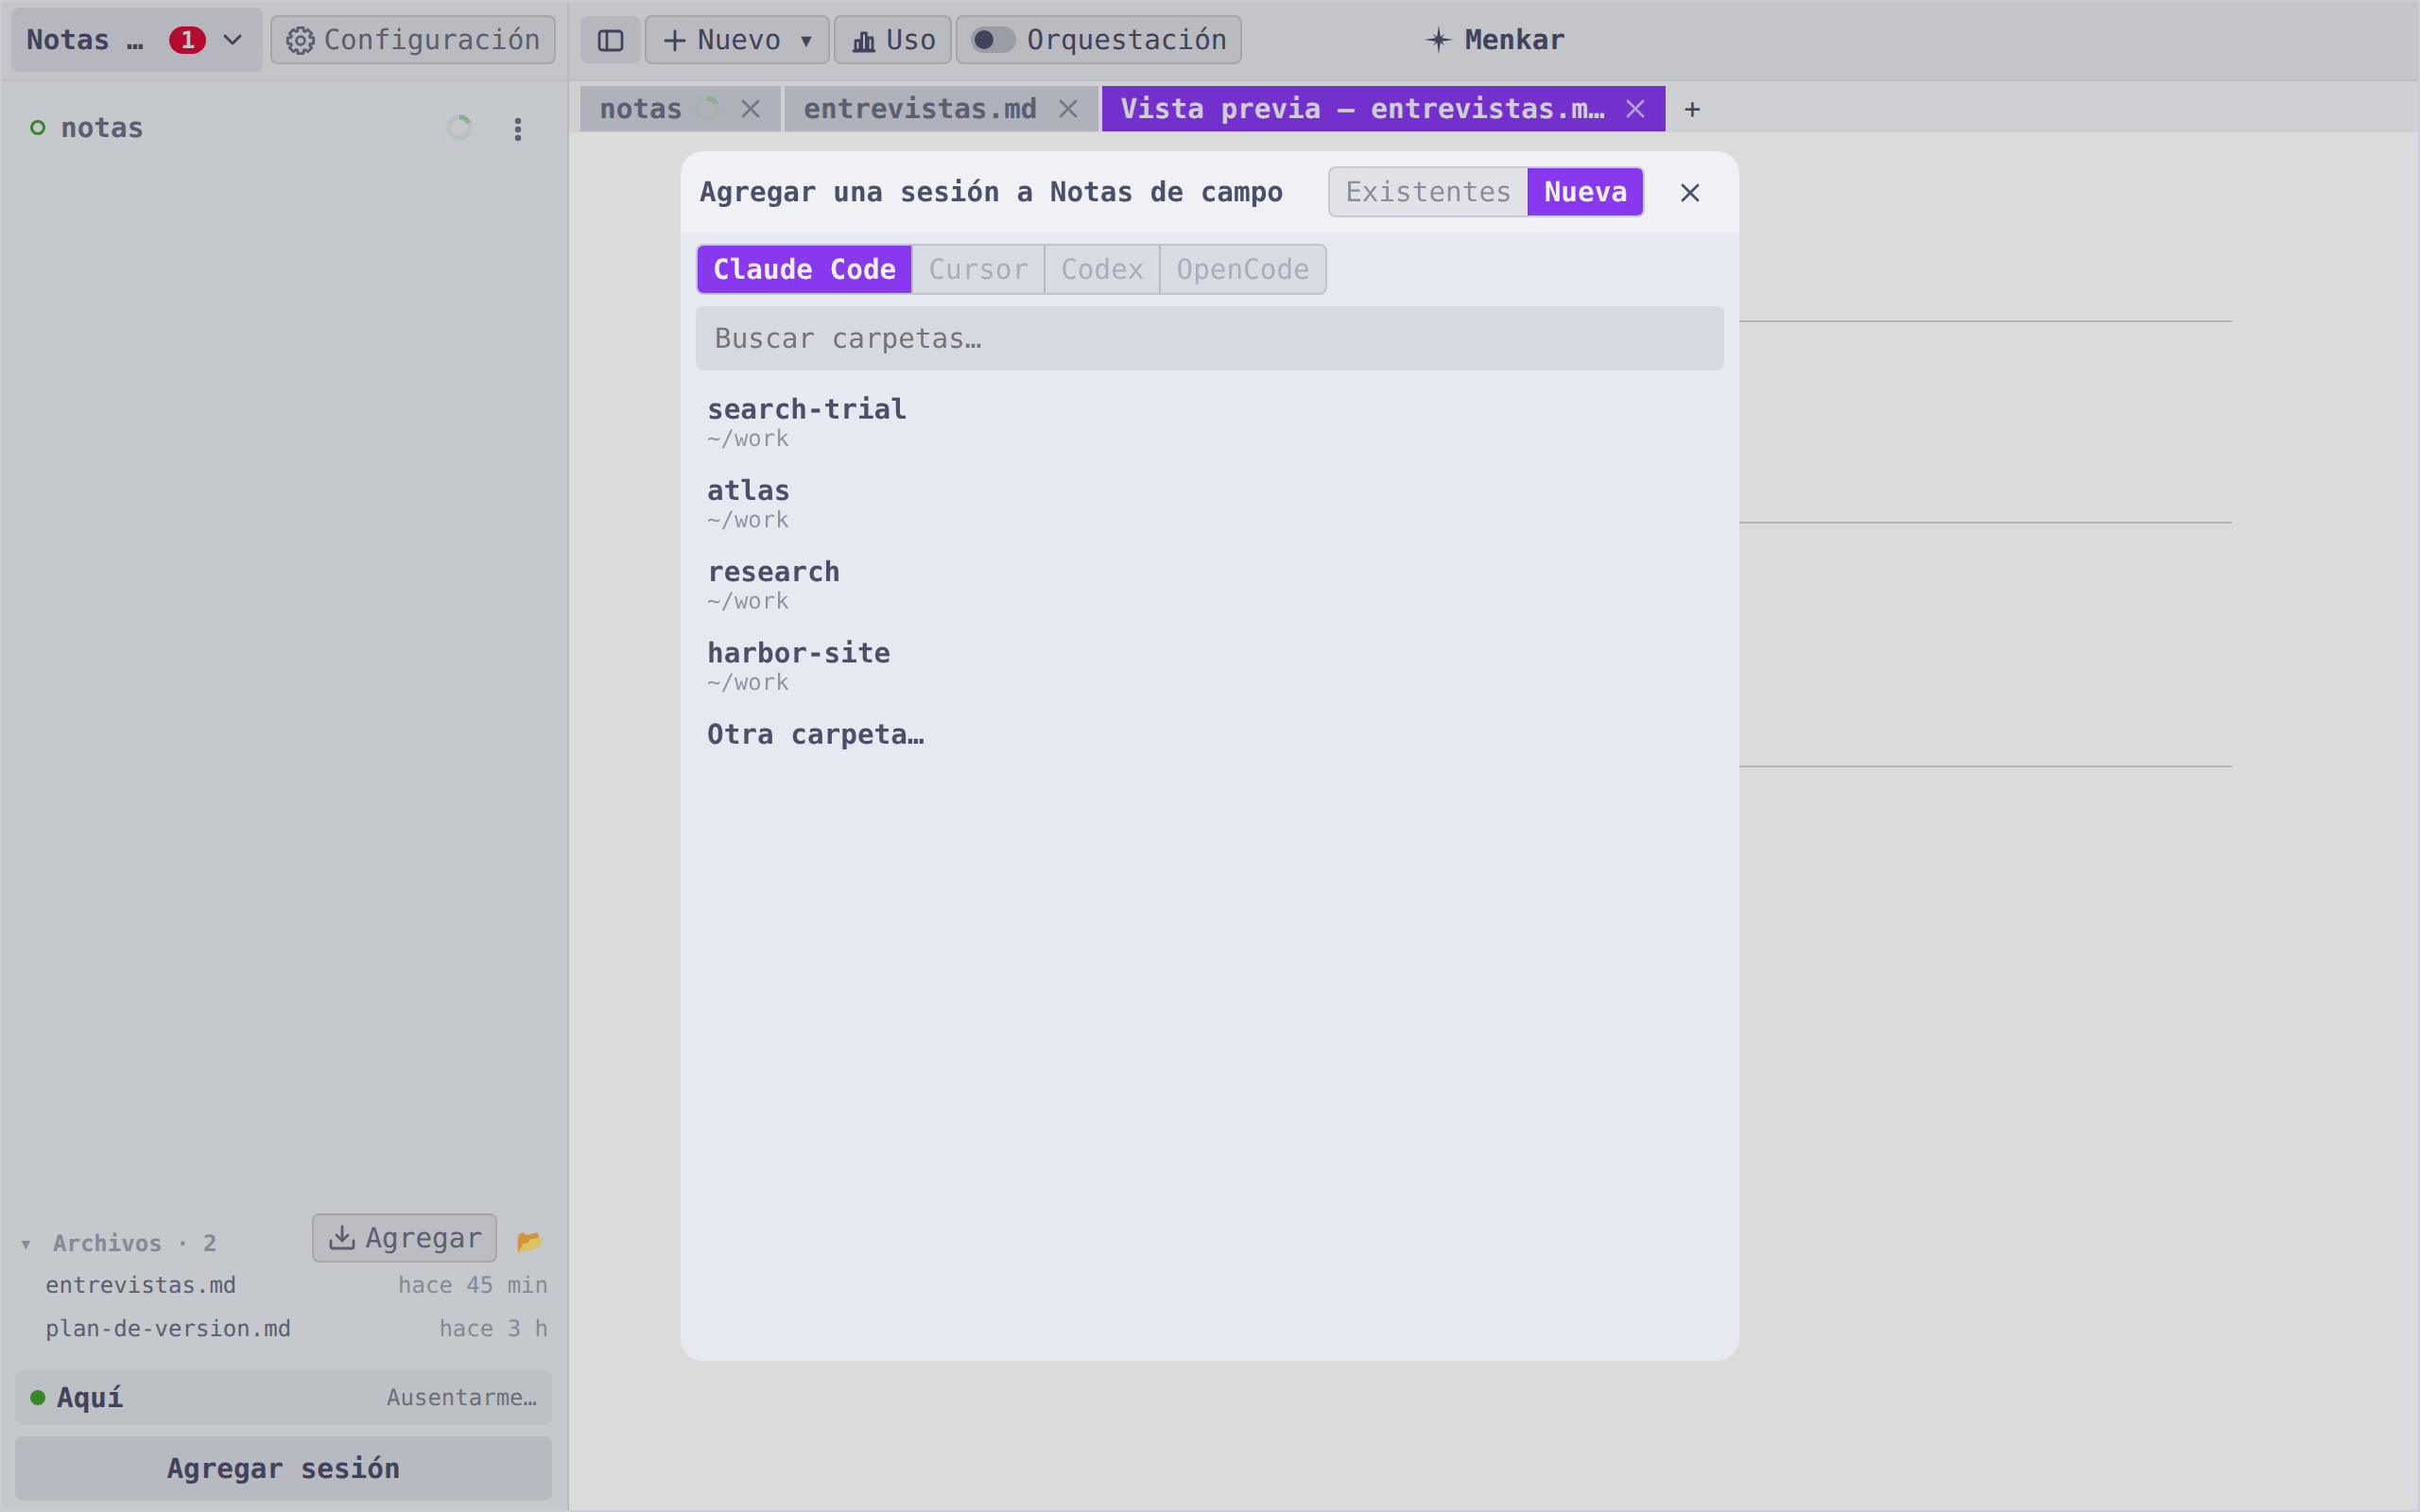 Notas … 1
Configuración
Nuevo ▾
Uso
Orquestación
Menkar
notas
notas
entrevistas.md
Vista previa — entrevistas.m…
+
Agregar una sesión a Notas de campo
Existentes
Nueva
Claude Code
Cursor
Codex
OpenCode
Buscar carpetas…
search-trial
~/work
atlas
~/work
research
~/work
harbor-site
~/work
Otra carpeta…
▾ Archivos · 2
Agregar
entrevistas.md hace 45 min
plan-de-version.md hace 3 h
Aquí Ausentarme…
Agregar sesión